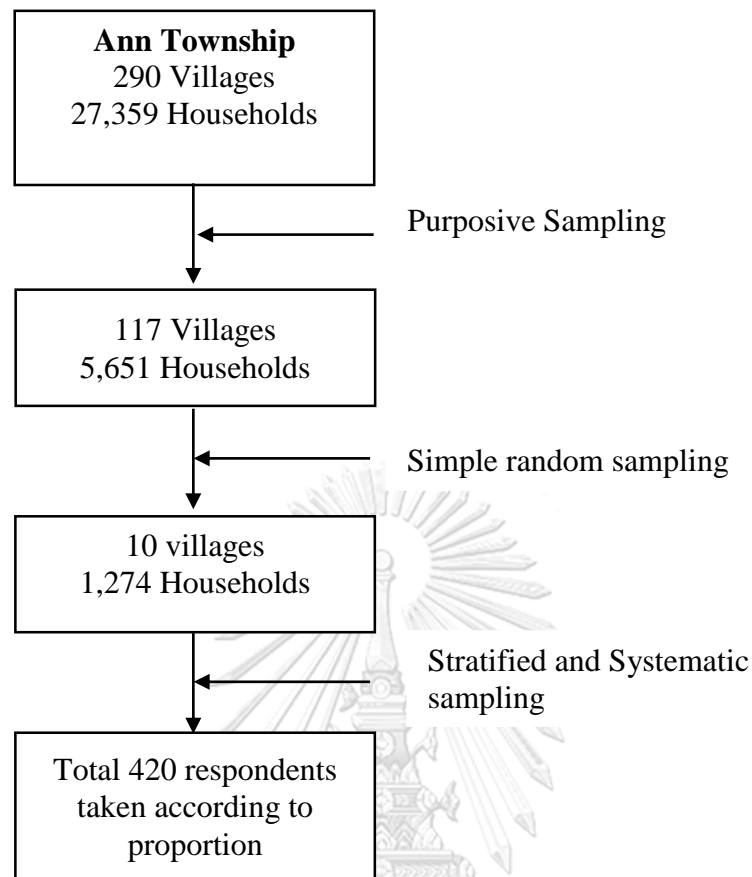 Ann Township
290 Villages
27,359 Households
Purposive Sampling
117 Villages
5,651 Households
Simple random sampling
10 villages
1,274 Households
Stratified and Systematic
sampling
Total 420 respondents
taken according to
proportion